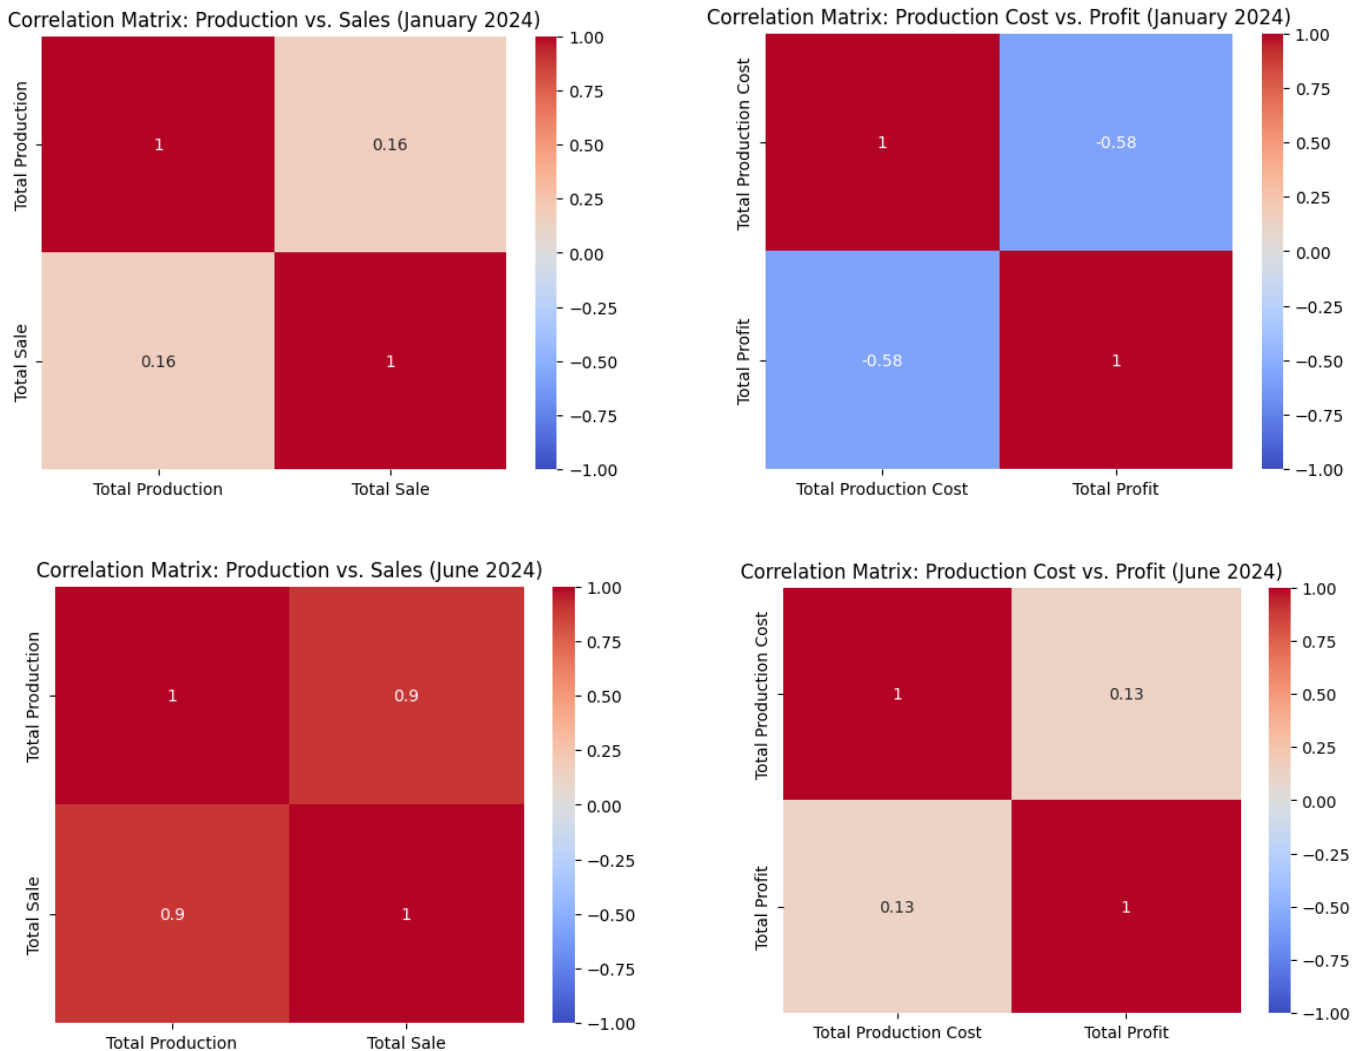 Correlation Matrix: Production vs. Sales (January 2024)
Total Production
Total Sale
1
0.16
0.16
1
Total Production
Total Sale
1.00
0.75
0.50
0.25
0.00
−0.25
−0.50
−0.75
−1.00
Correlation Matrix: Production Cost vs. Profit (January 2024)
Total Production Cost
Total Profit
1
-0.58
-0.58
1
Total Production Cost
Total Profit
1.00
0.75
0.50
0.25
0.00
−0.25
−0.50
−0.75
−1.00
Correlation Matrix: Production vs. Sales (June 2024)
Total Production
Total Sale
1
0.9
0.9
1
Total Production
Total Sale
1.00
0.75
0.50
0.25
0.00
−0.25
−0.50
−0.75
−1.00
Correlation Matrix: Production Cost vs. Profit (June 2024)
Total Production Cost
Total Profit
1
0.13
0.13
1
Total Production Cost
Total Profit
1.00
0.75
0.50
0.25
0.00
−0.25
−0.50
−0.75
−1.00